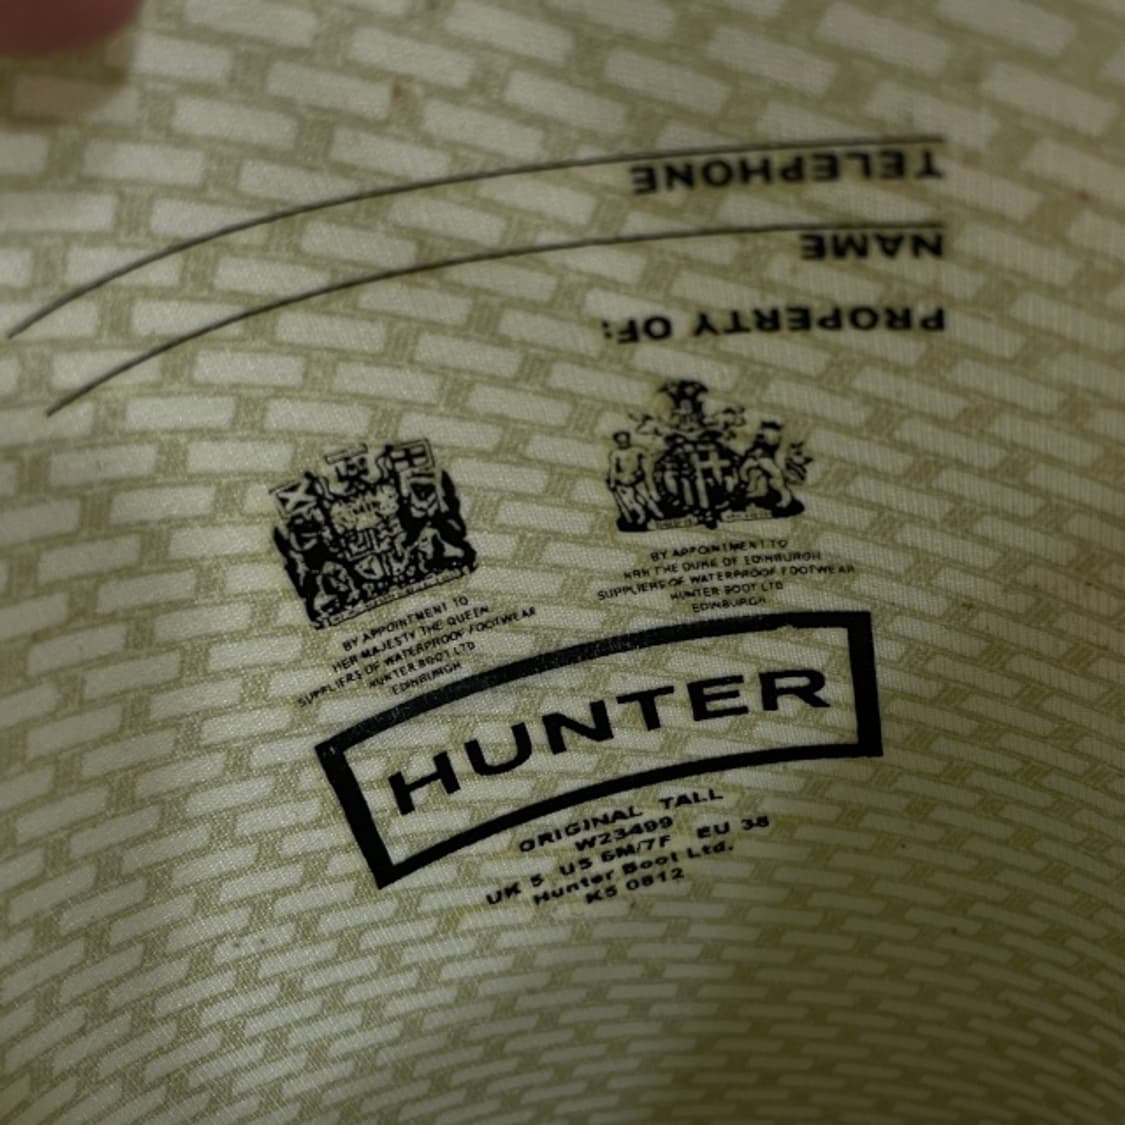 TELEPHONE
NAME
PROPERTY OF:
BY APPOINTMENT TO
HER MAJESTY THE QUEEN
SUPPLIERS OF WATERPROOF FOOTWEAR
HUNTER BOOT LTD
EDINBURGH
BY APPOINTMENT TO
HRH THE DUKE OF EDINBURGH
SUPPLIERS OF WATERPROOF FOOTWEAR
HUNTER BOOT LTD
EDINBURGH
HUNTER
ORIGINAL TALL
W23499
UK 5 US 6M/7F EU 38
Hunter Boot Ltd.
K5 0812